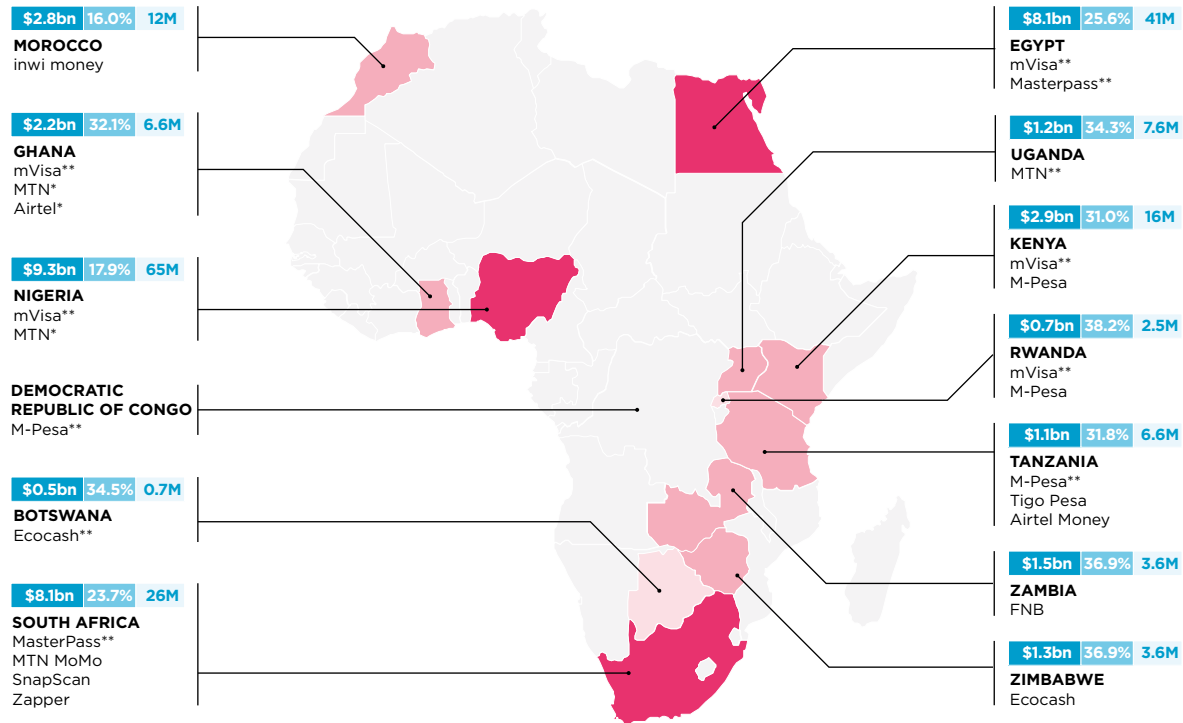 $2.8bn 16.0% 12M
MOROCCO
inwi money
$2.2bn 32.1% 6.6M
GHANA
mVisa**
MTN*
Airtel*
$9.3bn 17.9% 65M
NIGERIA
mVisa**
MTN*
DEMOCRATIC
REPUBLIC OF CONGO
M-Pesa**
$0.5bn 34.5% 0.7M
BOTSWANA
Ecocash**
$8.1bn 23.7% 26M
SOUTH AFRICA
MasterPass**
MTN MoMo
SnapScan
Zapper
$8.1bn 25.6% 41M
EGYPT
mVisa**
Masterpass**
$1.2bn 34.3% 7.6M
UGANDA
MTN**
$2.9bn 31.0% 16M
KENYA
mVisa**
M-Pesa
$0.7bn 38.2% 2.5M
RWANDA
mVisa**
M-Pesa
$1.1bn 31.8% 6.6M
TANZANIA
M-Pesa**
Tigo Pesa
Airtel Money
$1.5bn 36.9% 3.6M
ZAMBIA
FNB
$1.3bn 36.9% 3.6M
ZIMBABWE
Ecocash